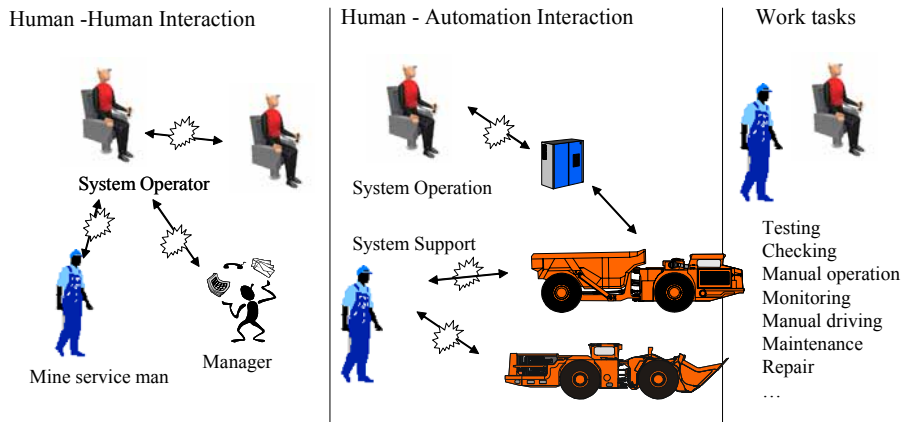 Human -Human Interaction
System Operator
Mine service man
Manager
Human - Automation Interaction
System Operation
System Support
Work tasks
Testing
Checking
Manual operation
Monitoring
Manual driving
Maintenance
Repair
…